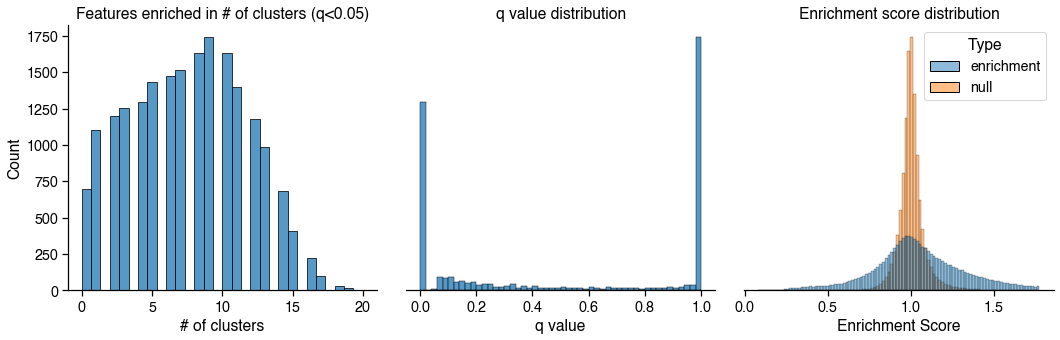 Features enriched in # of clusters (q<0.05)
q value distribution
Enrichment score distribution
Type
enrichment
null
Count
1750
1500
1250
1000
750
500
250
0
0 5 10 15 20
0.0 0.2 0.4 0.6 0.8 1.0
0.0 0.5 1.0 1.5
# of clusters
q value
Enrichment Score